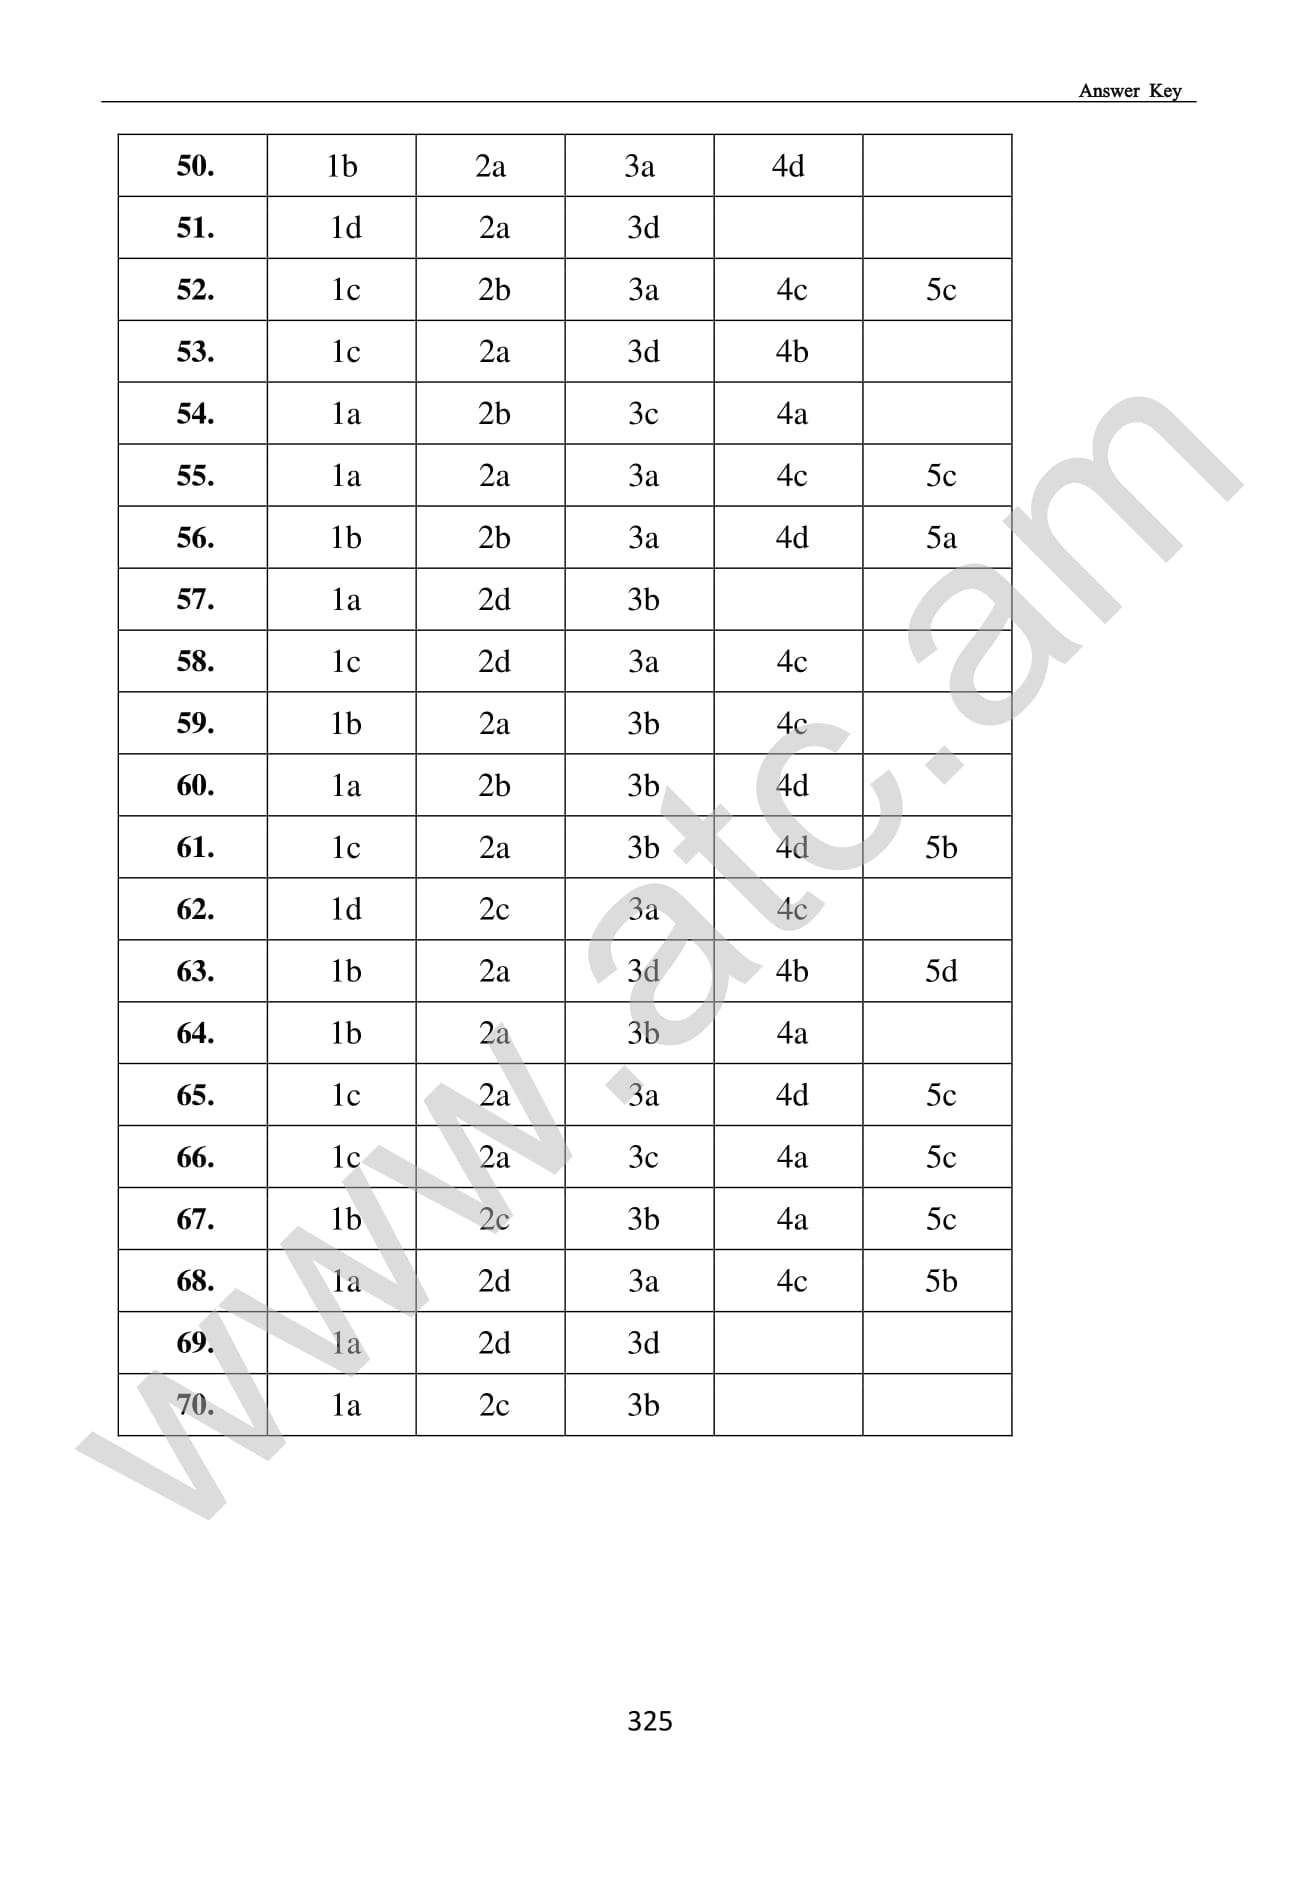 Answer Key
50. 1b 2a 3a 4d
51. 1d 2a 3d
52. 1c 2b 3a 4c 5c
53. 1c 2a 3d 4b
54. 1a 2b 3c 4a
55. 1a 2a 3a 4c 5c
56. 1b 2b 3a 4d 5a
57. 1a 2d 3b
58. 1c 2d 3a 4c
59. 1b 2a 3b 4c
60. 1a 2b 3b 4d
61. 1c 2a 3b 4d 5b
62. 1d 2c 3a 4c
63. 1b 2a 3d 4b 5d
64. 1b 2a 3b 4a
65. 1c 2a 3a 4d 5c
66. 1c 2a 3c 4a 5c
67. 1b 2c 3b 4a 5c
68. 1a 2d 3a 4c 5b
69. 1a 2d 3d
70. 1a 2c 3b
www.atc.am
325